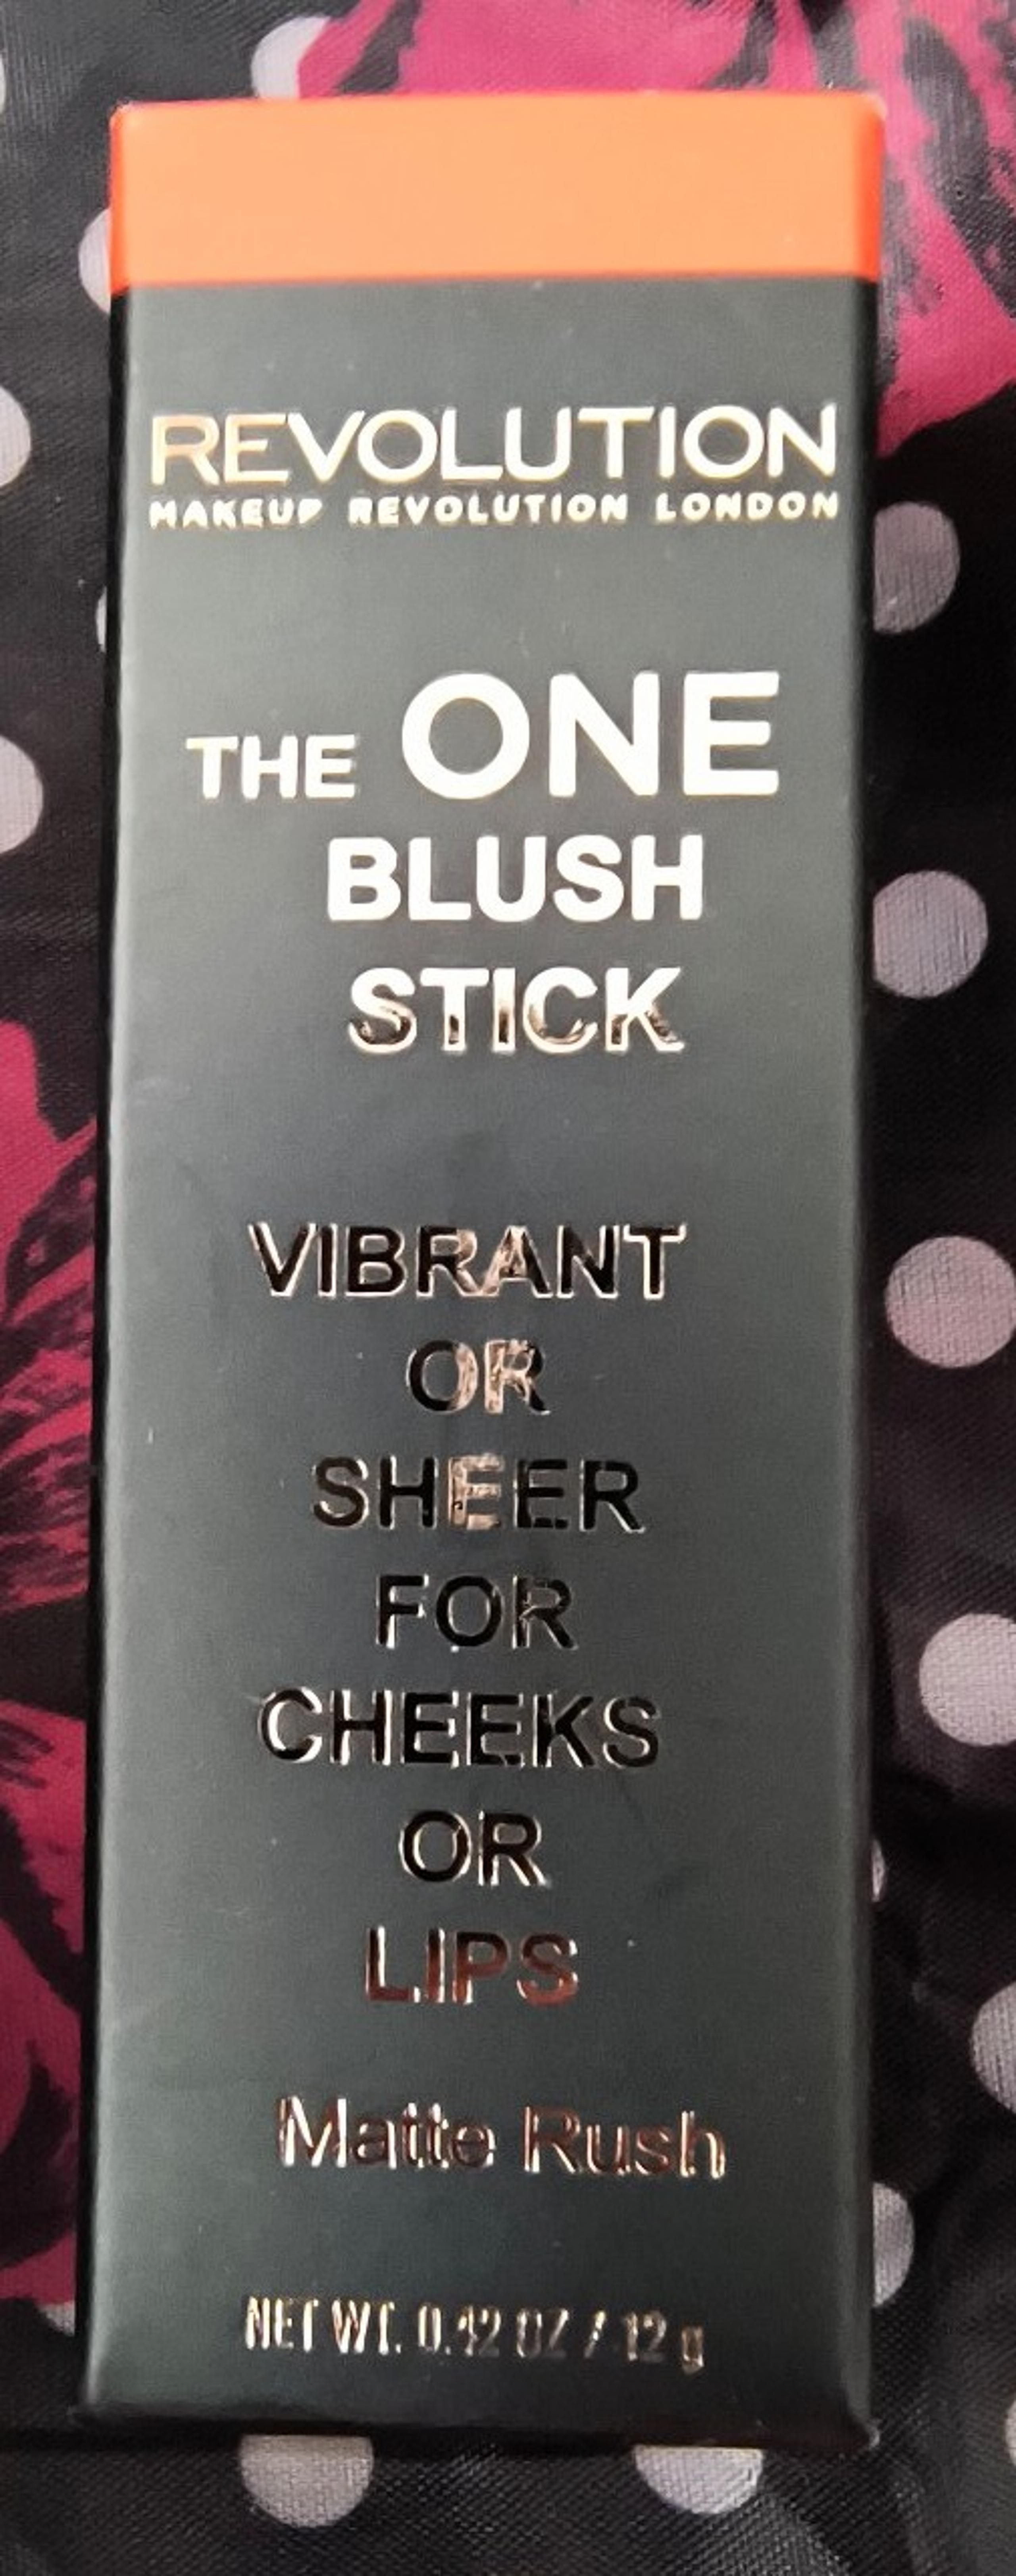 REVOLUTION
MAKEUP REVOLUTION LONDON
THE ONE
BLUSH
STICK
VIBRANT
OR
SHEER
FOR
CHEEKS
OR
LIPS
Matte Rush
NET WT. 0.42 OZ / 12 g